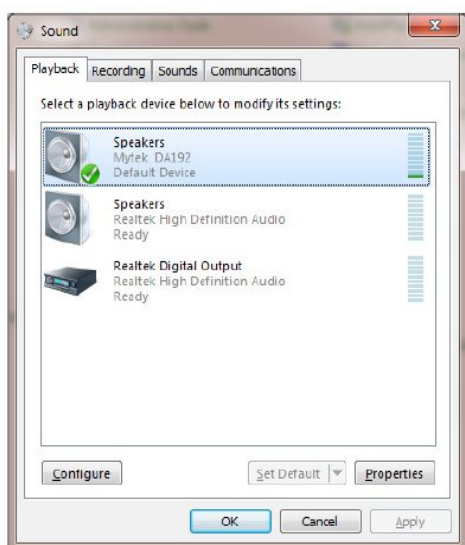 Sound
Playback Recording Sounds Communications
Select a playback device below to modify its settings:
Speakers
Mytek DA192
Default Device
Speakers
Realtek High Definition Audio
Ready
Realtek Digital Output
Realtek High Definition Audio
Ready
Configure Set Default Properties
OK Cancel Apply